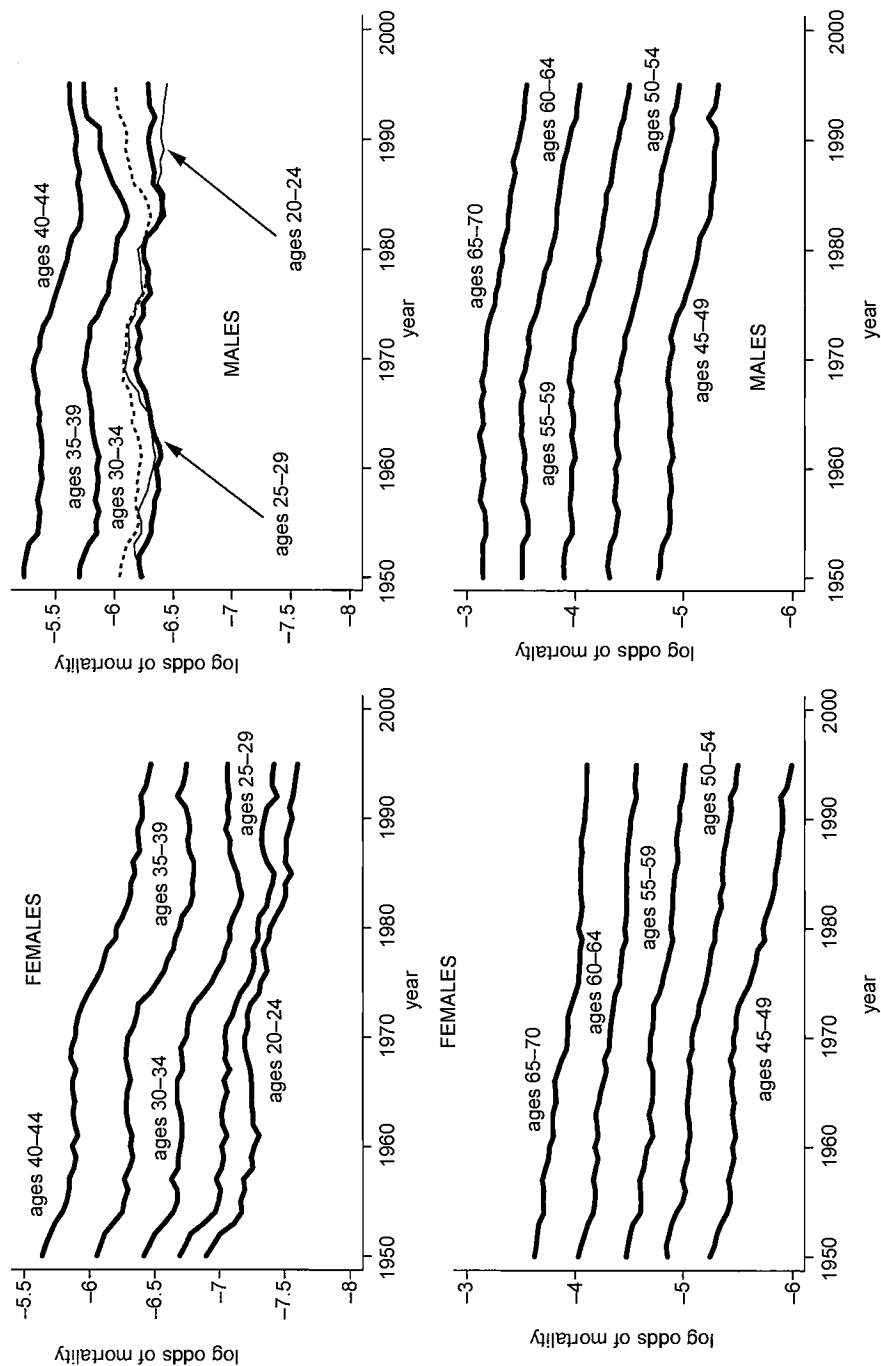 FEMALES
log odds of mortality
−5.5
−6
−6.5
−7
−7.5
−8
ages 40–44
ages 35–39
ages 30–34
ages 25–29
ages 20–24
1950
1960
1970
1980
1990
2000
year
MALES
log odds of mortality
−5.5
−6
−6.5
−7
−7.5
−8
ages 40–44
ages 35–39
ages 30–34
ages 25–29
ages 20–24
1950
1960
1970
1980
1990
2000
year
FEMALES
log odds of mortality
−3
−4
−5
−6
ages 65–70
ages 60–64
ages 55–59
ages 50–54
ages 45–49
1950
1960
1970
1980
1990
2000
year
MALES
log odds of mortality
−3
−4
−5
−6
ages 65–70
ages 60–64
ages 55–59
ages 50–54
ages 45–49
1950
1960
1970
1980
1990
2000
year